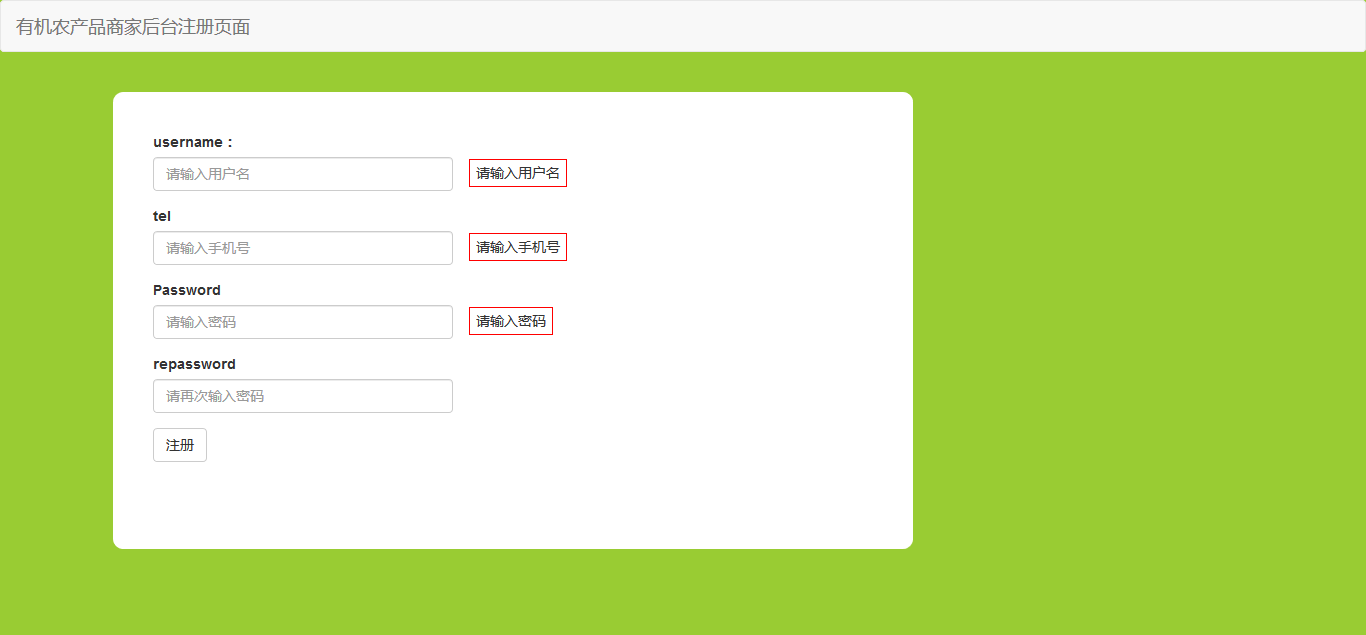 有机农产品商家后台注册页面
username：
请输入用户名 请输入用户名
tel
请输入手机号 请输入手机号
Password
请输入密码 请输入密码
repassword
请再次输入密码
注册